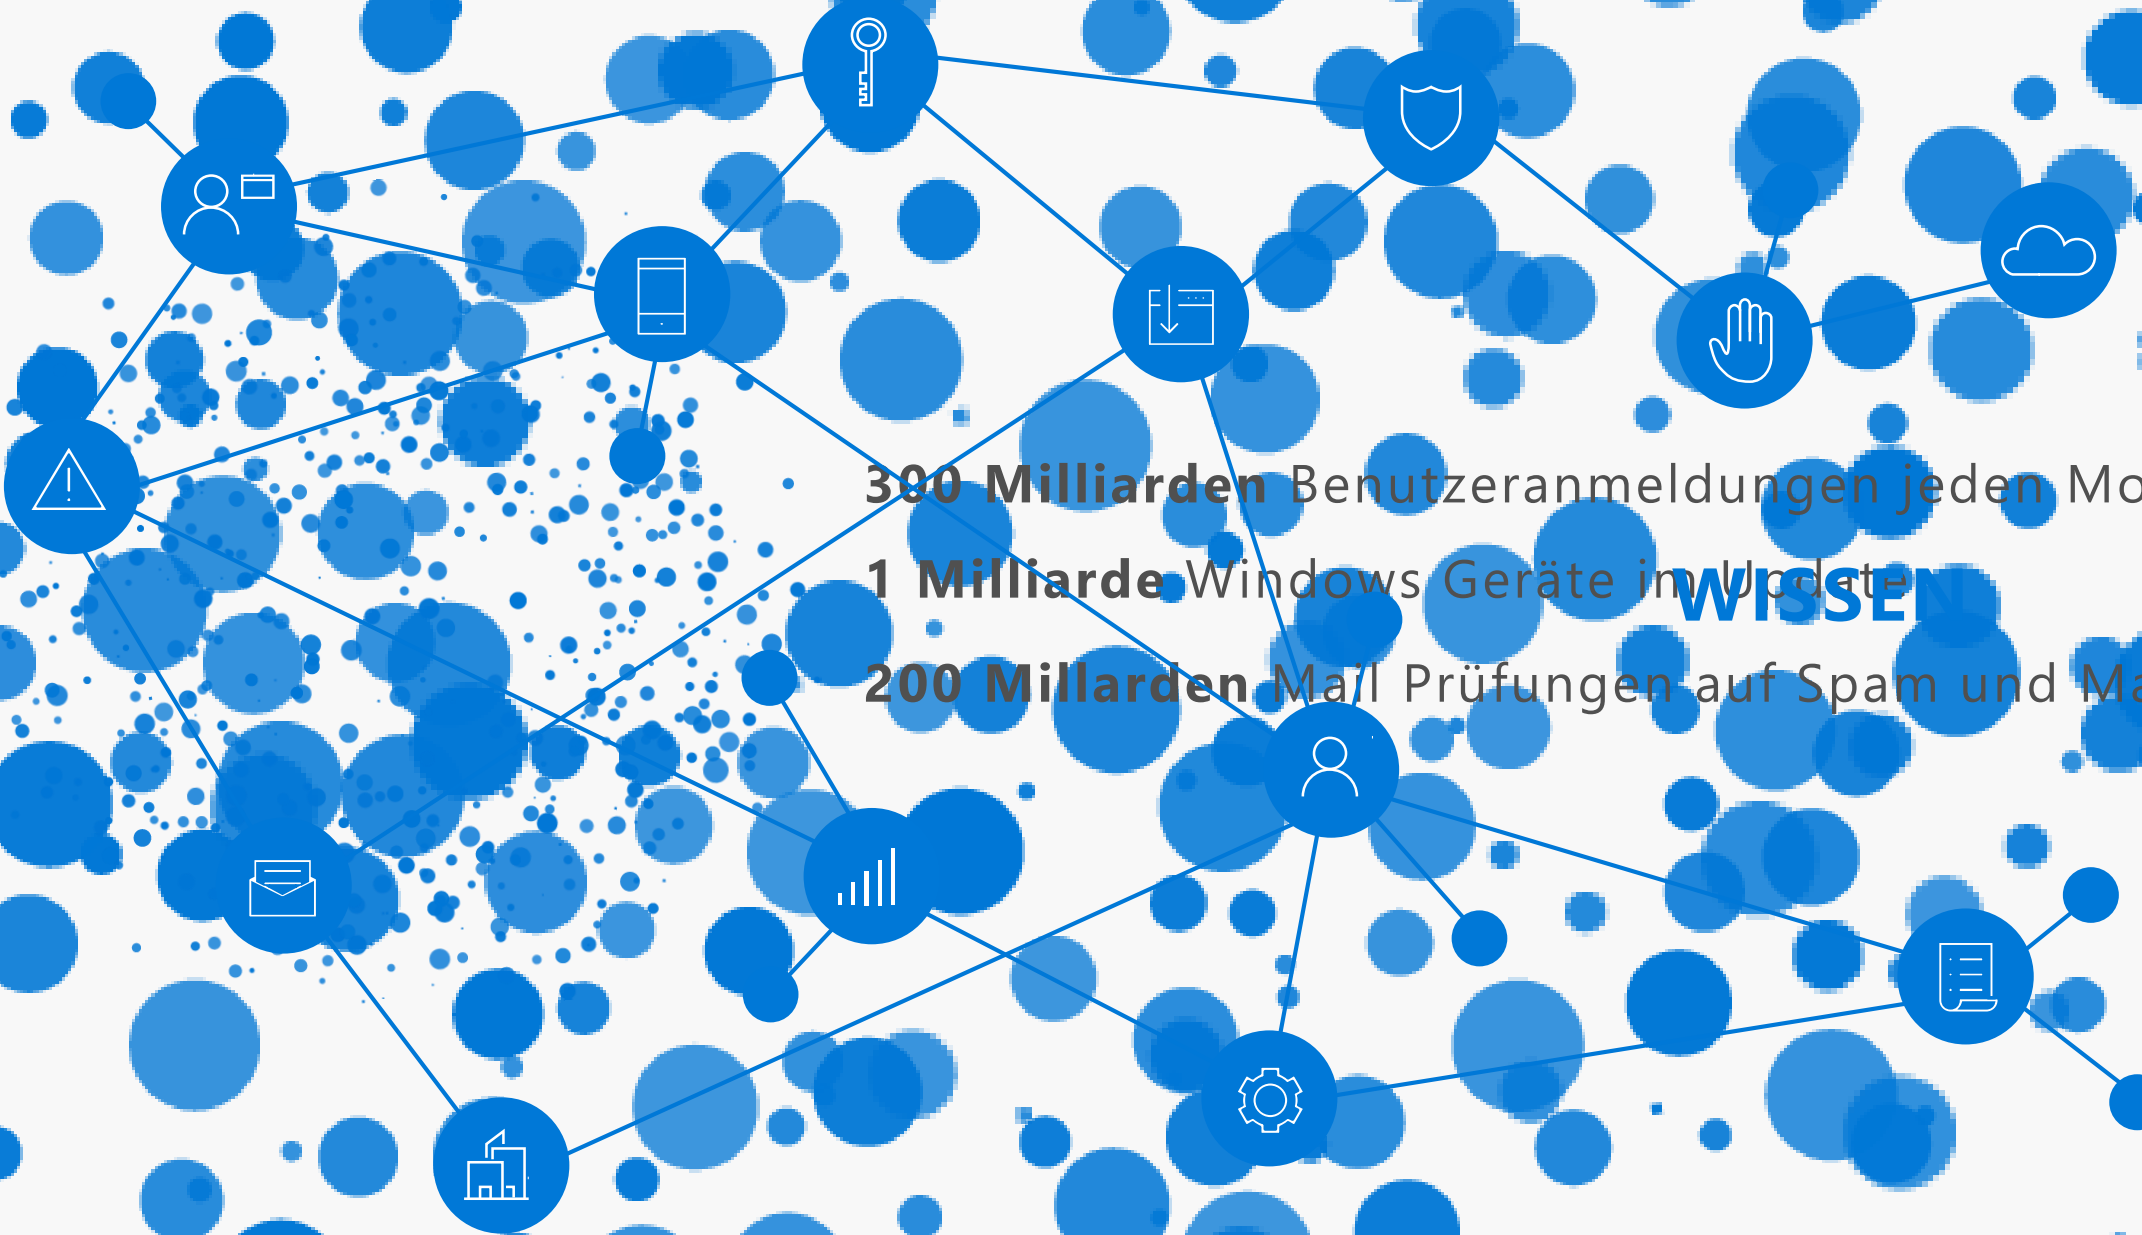 300 Milliarden Benutzeranmeldungen jeden Mo
1 Milliarde Windows Geräte im Update
WISSEN
200 Millarden Mail Prüfungen auf Spam und Ma